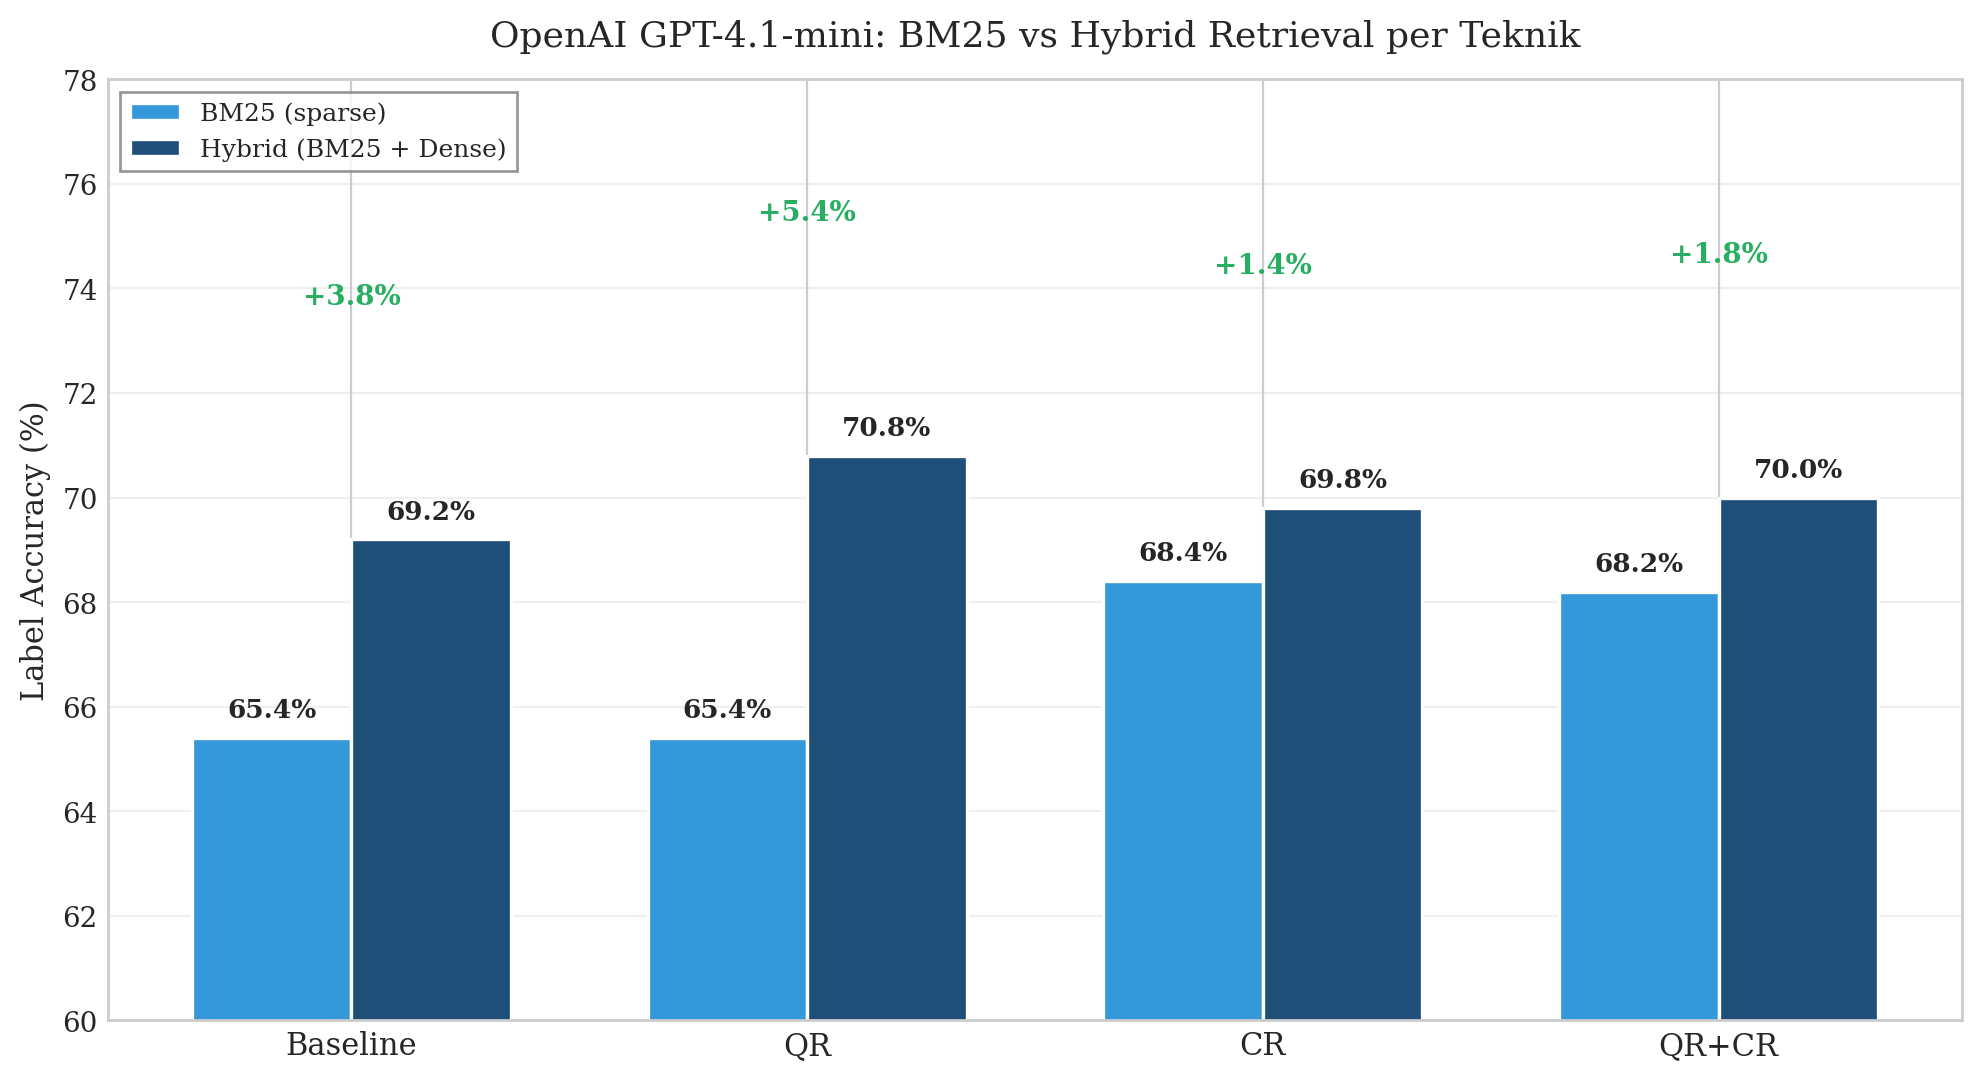 OpenAI GPT-4.1-mini: BM25 vs Hybrid Retrieval per Teknik
BM25 (sparse)
Hybrid (BM25 + Dense)
Label Accuracy (%)
78
76
74
72
70
68
66
64
62
60
+3.8%
+5.4%
+1.4%
+1.8%
65.4%
69.2%
65.4%
70.8%
68.4%
69.8%
68.2%
70.0%
Baseline
QR
CR
QR+CR